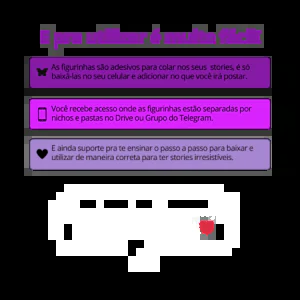 E pra utilizar é muito fácil!
As figurinhas são adesivos para colar nos seus stories, é só
baixá-las no seu celular e adicionar no que você irá postar.
Você recebe acesso onde as figurinhas estão separadas por
nichos e pastas no Drive ou Grupo do Telegram.
E ainda suporte pra te ensinar o passo a passo para baixar e
utilizar de maneira correta para ter stories irresistíveis.